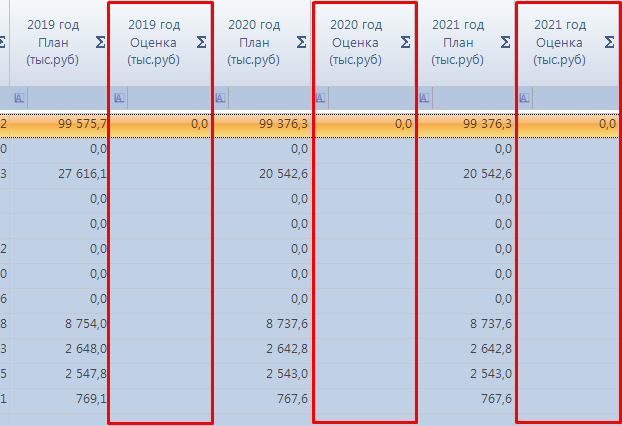 Σ 2019 год План (тыс.руб) Σ 2019 год Оценка (тыс.руб) Σ 2020 год План (тыс.руб) Σ 2020 год Оценка (тыс.руб) Σ 2021 год План (тыс.руб) Σ 2021 год Оценка (тыс.руб) Σ
A A A A A A
2 99 575,7 0,0 99 376,3 0,0 99 376,3 0,0
0 0,0 0,0 0,0
3 27 616,1 20 542,6 20 542,6
0,0 0,0 0,0
0,0 0,0 0,0
2 0,0 0,0 0,0
0 0,0 0,0 0,0
6 0,0 0,0 0,0
8 8 754,0 8 737,6 8 737,6
3 2 648,0 2 642,8 2 642,8
5 2 547,8 2 543,0 2 543,0
1 769,1 767,6 767,6